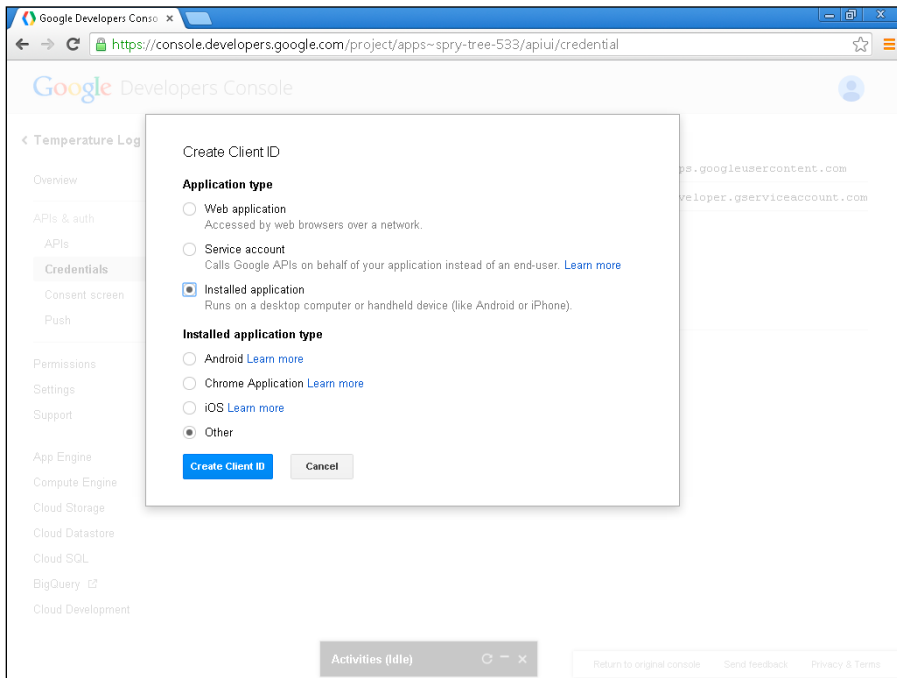 Google Developers Conso
https://console.developers.google.com/project/apps~spry-tree-533/apiui/credential
Google Developers Console
Temperature Log
Overview
APIs & auth
APIs
Credentials
Consent screen
Push
Permissions
Settings
Support
App Engine
Compute Engine
Cloud Storage
Cloud Datastore
Cloud SQL
BigQuery
Cloud Development
ps.googleusercontent.com
veloper.gserviceaccount.com
Create Client ID
Application type
Web application
Accessed by web browsers over a network.
Service account
Calls Google APIs on behalf of your application instead of an end-user. Learn more
Installed application
Runs on a desktop computer or handheld device (like Android or iPhone).
Installed application type
Android Learn more
Chrome Application Learn more
iOS Learn more
Other
Create Client ID Cancel
Activities (Idle)
Return to original console Send feedback Privacy & Terms